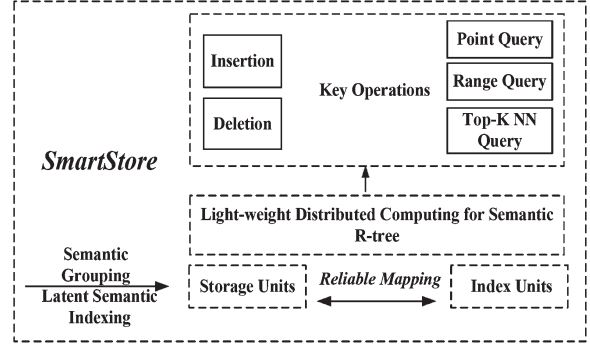 Insertion
Deletion
Key Operations
Point Query
Range Query
Top-K NN
Query
SmartStore
Light-weight Distributed Computing for Semantic
R-tree
Semantic
Grouping
Latent Semantic
Indexing
Storage Units
Reliable Mapping
Index Units